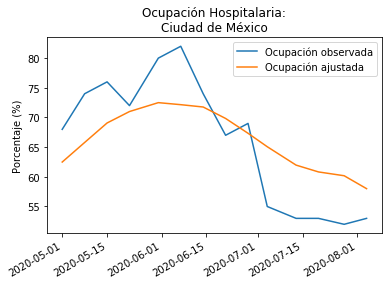 Ocupación Hospitalaria:
Ciudad de México
Ocupación observada
Ocupación ajustada
Porcentaje (%)
80
75
70
65
60
55
2020-05-01
2020-05-15
2020-06-01
2020-06-15
2020-07-01
2020-07-15
2020-08-01